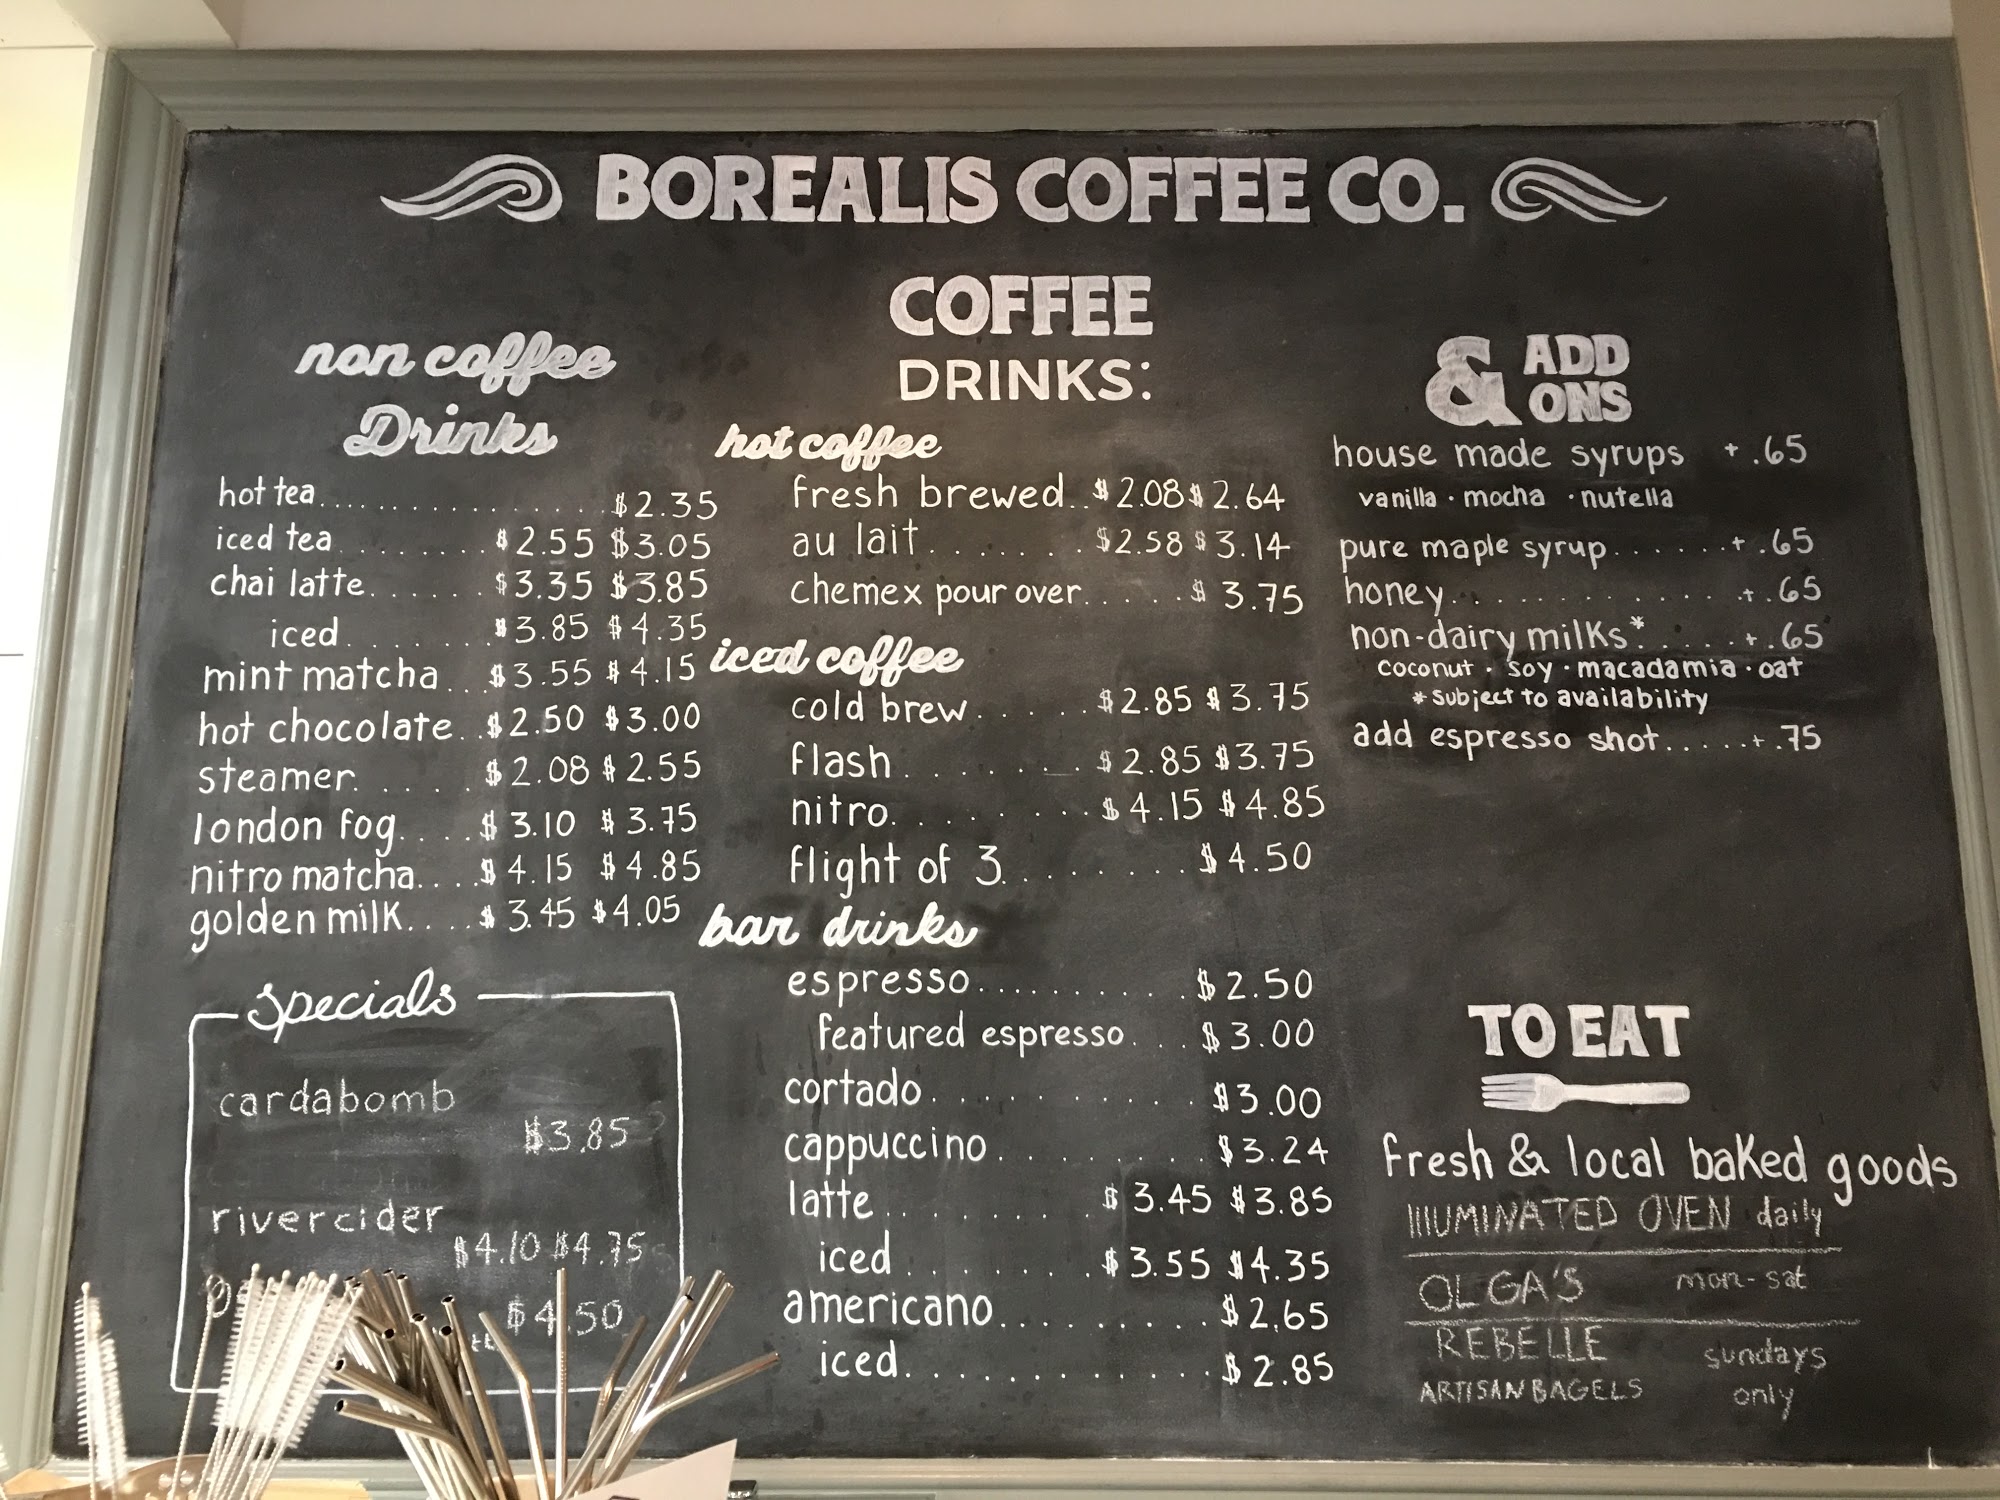 BOREALIS COFFEE CO.
non coffee
Drinks
hot tea................$2.35
iced tea........$2.55 $3.05
chai latte......$3.35 $3.85
iced.......$3.85 $4.35
mint matcha...$3.55 $4.15
hot chocolate..$2.50 $3.00
steamer.....$2.08 $2.55
london fog....$3.10 $3.75
nitro matcha....$4.15 $4.85
golden milk....$3.45 $4.05
specials
cardabomb
$3.85
rivercider
$4.10 $4.75
$4.50
COFFEE
DRINKS:
hot coffee
fresh brewed..$2.08 $2.64
au lait.......$2.58 $3.14
chemex pour over.....$3.75
iced coffee
cold brew.....$2.85 $3.75
flash.......$2.85 $3.75
nitro........$4.15 $4.85
flight of 3........$4.50
bar drinks
espresso..........$2.50
featured espresso...$3.00
cortado..........$3.00
cappuccino.........$3.24
latte........$3.45 $3.85
iced.......$3.55 $4.35
americano.........$2.65
iced............$2.85
& ADD
ONS
house made syrups +.65
vanilla · mocha · nutella
pure maple syrup......+.65
honey.............+.65
non-dairy milks*.....+.65
coconut · soy · macadamia · oat
*subject to availability
add espresso shot.....+.75
TO EAT
fresh & local baked goods
ILLUMINATED OVEN daily
OLGA'S mon-sat
REBELLE sundays
ARTISAN BAGELS only